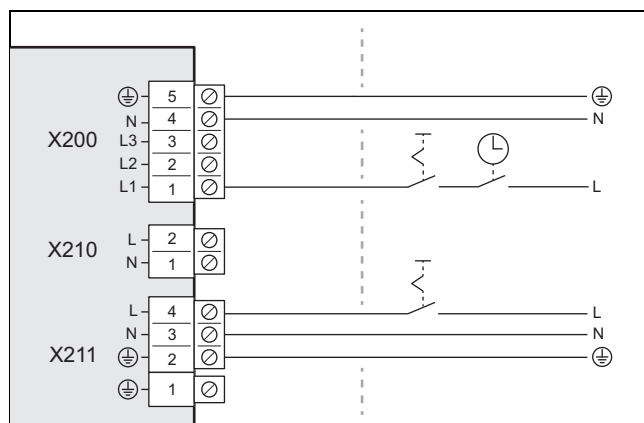 ⏚ 5 ⏚
N 4 N
X200 L3 3
L2 2
L1 1 L
L 2
X210 N 1
L 4 L
N 3 N
X211 ⏚ 2 ⏚
⏚ 1